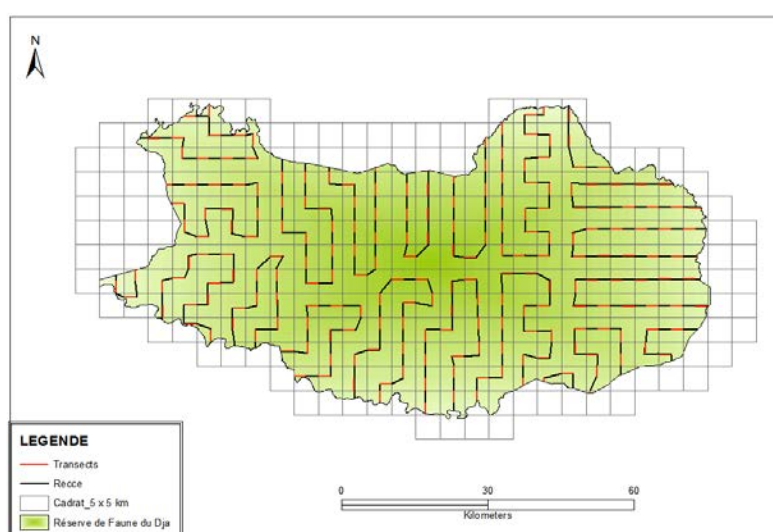 N
LEGENDE
Transects
Recce
Cadrat_5 x 5 km
Réserve de Faune du Dja
0 30 60
Kilometers